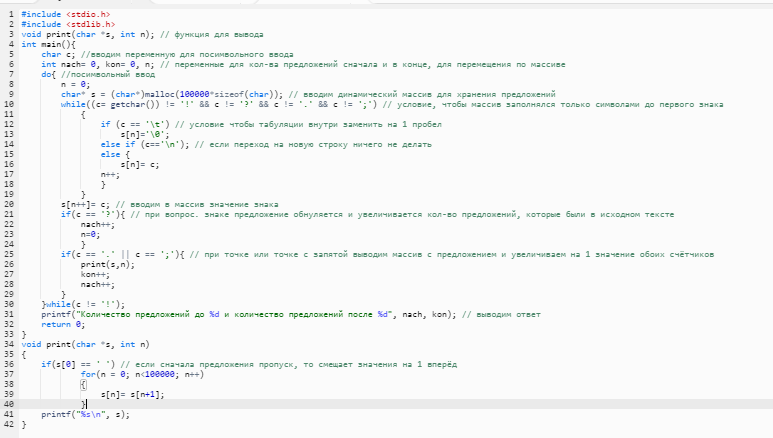 1 #include <stdio.h>
2 #include <stdlib.h>
3 void print(char *s, int n); // функция для вывода
4 int main(){
5 char c; //вводим переменную для посимвольного ввода
6 int nach= 0, kon= 0, n; // переменные для кол-ва предложений сначала и в конце, для перемещения по массиве
7 do{ //посимвольный ввод
8 n = 0;
9 char* s = (char*)malloc(100000*sizeof(char)); // вводим динамический массив для хранения предложений
10 while((c= getchar()) != '!' && c != '?' && c != '.' && c != ';') // условие, чтобы массив заполнялся только символами до первого знака
11 {
12 if (c == '\t') // условие чтобы табуляции внутри заменить на 1 пробел
13 s[n]='\0';
14 else if (c=='\n'); // если переход на новую строку ничего не делать
15 else {
16 s[n]= c;
17 n++;
18 }
19 }
20 s[n++]= c; // вводим в массив значение знака
21 if(c == '?'){ // при вопрос. знаке предложение обнуляется и увеличивается кол-во предложений, которые были в исходном тексте
22 nach++;
23 n=0;
24 }
25 if(c == '.' || c == ';'){ // при точке или точке с запятой выводим массив с предложением и увеличиваем на 1 значение обоих счётчиков
26 print(s,n);
27 kon++;
28 nach++;
29 }
30 }while(c != '!');
31 printf("Количество предложений до %d и количество предложений после %d", nach, kon); // выводим ответ
32 return 0;
33 }
34 void print(char *s, int n)
35 {
36 if(s[0] == ' ') // если сначала предложения пропуск, то смещает значения на 1 вперёд
37 for(n = 0; n<100000; n++)
38 {
39 s[n]= s[n+1];
40 }
41 printf("%s\n", s);
42 }